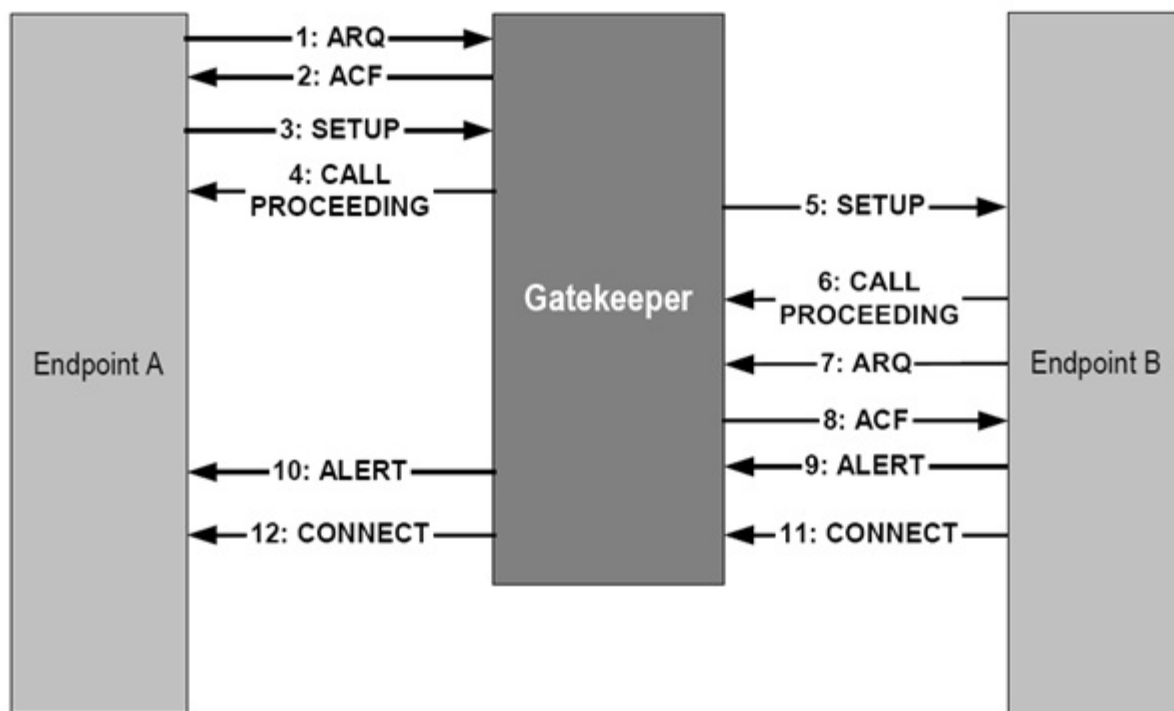 1: ARQ
2: ACF
3: SETUP
4: CALL
PROCEEDING
5: SETUP
6: CALL
PROCEEDING
Gatekeeper
Endpoint A
7: ARQ
Endpoint B
8: ACF
10: ALERT
9: ALERT
12: CONNECT
11: CONNECT